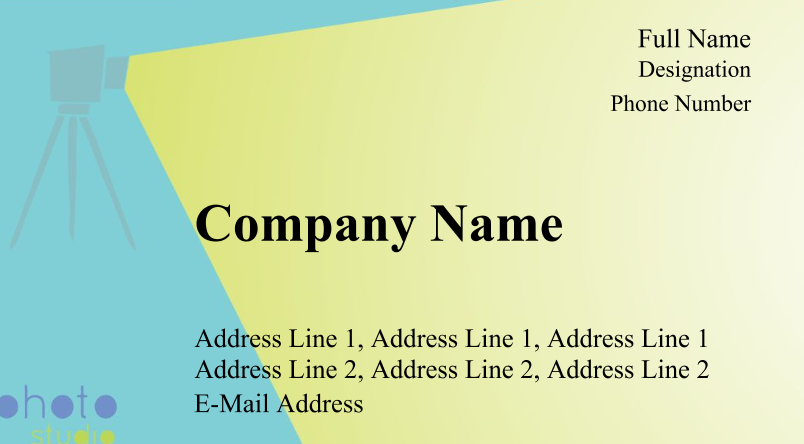 Full Name
Designation
Phone Number
Company Name
Address Line 1, Address Line 1, Address Line 1
Address Line 2, Address Line 2, Address Line 2
E-Mail Address
photo
studio